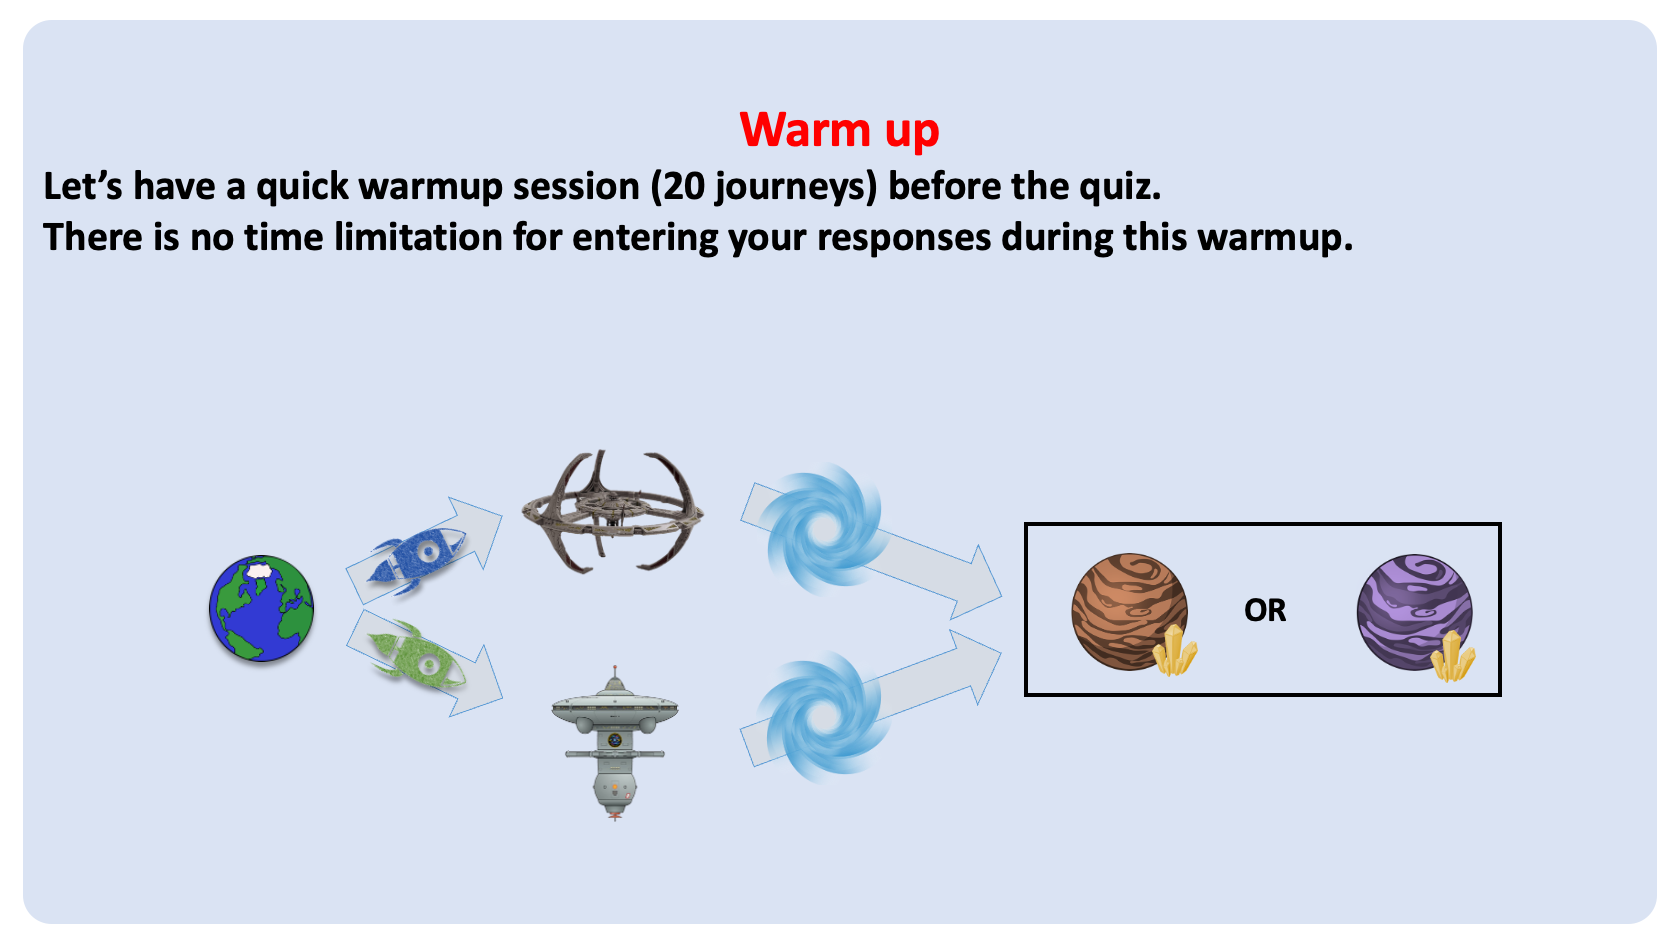 Warm up
Let’s have a quick warmup session (20 journeys) before the quiz.
There is no time limitation for entering your responses during this warmup.
OR